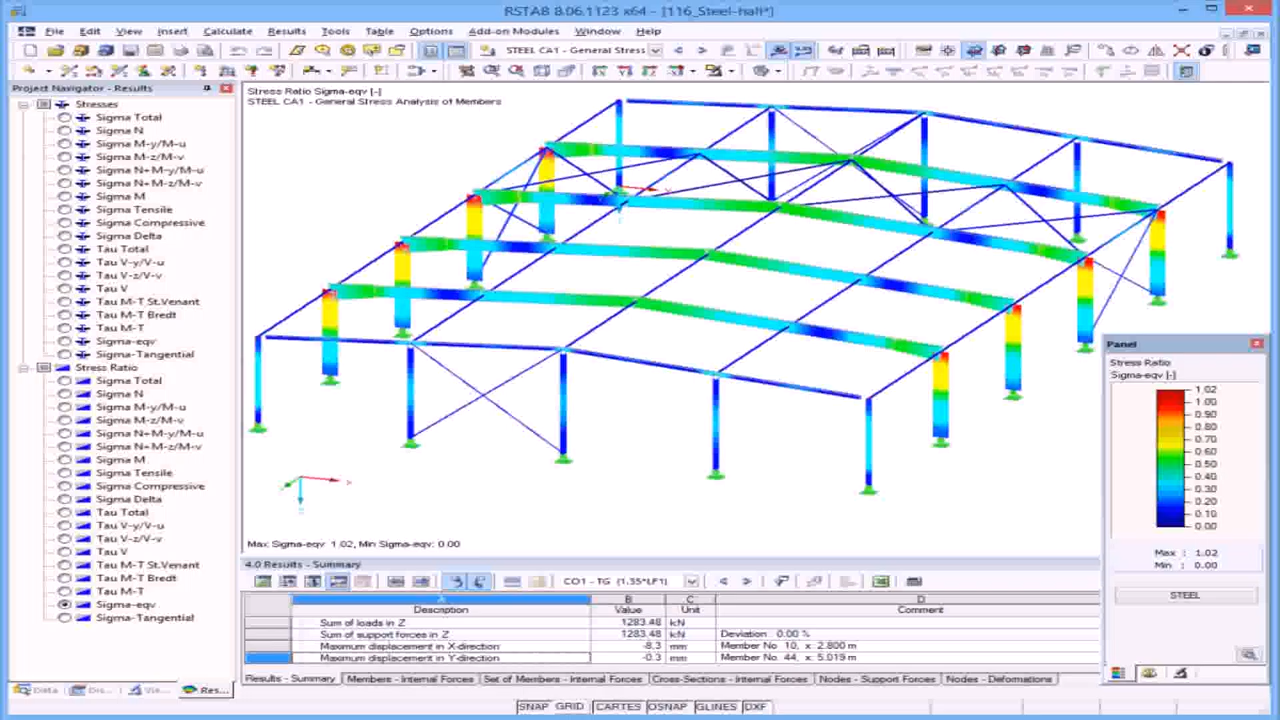 RSTAB 8.06.1123 x64 - [116_Steel-hall*]
File Edit View Insert Calculate Results Tools Table Options Add-on Modules Window Help
STEEL CA1 - General Stress
Project Navigator - Results
Stresses
Sigma Total
Sigma N
Sigma M-y/M-u
Sigma M-z/M-v
Sigma N+M-y/M-u
Sigma N+M-z/M-v
Sigma M
Sigma Tensile
Sigma Compressive
Sigma Delta
Tau Total
Tau V-y/V-u
Tau V-z/V-v
Tau V
Tau M-T St.Venant
Tau M-T Bredt
Tau M-T
Sigma-eqv
Sigma-Tangential
Stress Ratio
Sigma Total
Sigma N
Sigma M-y/M-u
Sigma M-z/M-v
Sigma N+M-y/M-u
Sigma N+M-z/M-v
Sigma M
Sigma Tensile
Sigma Compressive
Sigma Delta
Tau Total
Tau V-y/V-u
Tau V-z/V-v
Tau V
Tau M-T St.Venant
Tau M-T Bredt
Tau M-T
Sigma-eqv
Sigma-Tangential
Data
Res...
Stress Ratio Sigma-eqv [-]
STEEL CA1 - General Stress Analysis of Members
Max Sigma-eqv: 1.02, Min Sigma-eqv: 0.00
Panel
Stress Ratio
Sigma-eqv [-]
1.02
1.00
0.90
0.80
0.70
0.60
0.50
0.40
0.30
0.20
0.10
0.00
Max : 1.02
Min : 0.00
STEEL
4.0 Results - Summary
CO1 - TG (1.35*LF1)
A B C D
Description Value Unit Comment
Sum of loads in Z 1283.48 kN
Sum of support forces in Z 1283.48 kN Deviation: 0.00 %
Maximum displacement in X-direction -8.3 mm Member No. 10, x: 2.800 m
Maximum displacement in Y-direction -0.3 mm Member No. 44, x: 5.019 m
Results - Summary Members - Internal Forces Set of Members - Internal Forces Cross-Sections - Internal Forces Nodes - Support Forces Nodes - Deformations
SNAP GRID CARTES OSNAP GLINES DXF